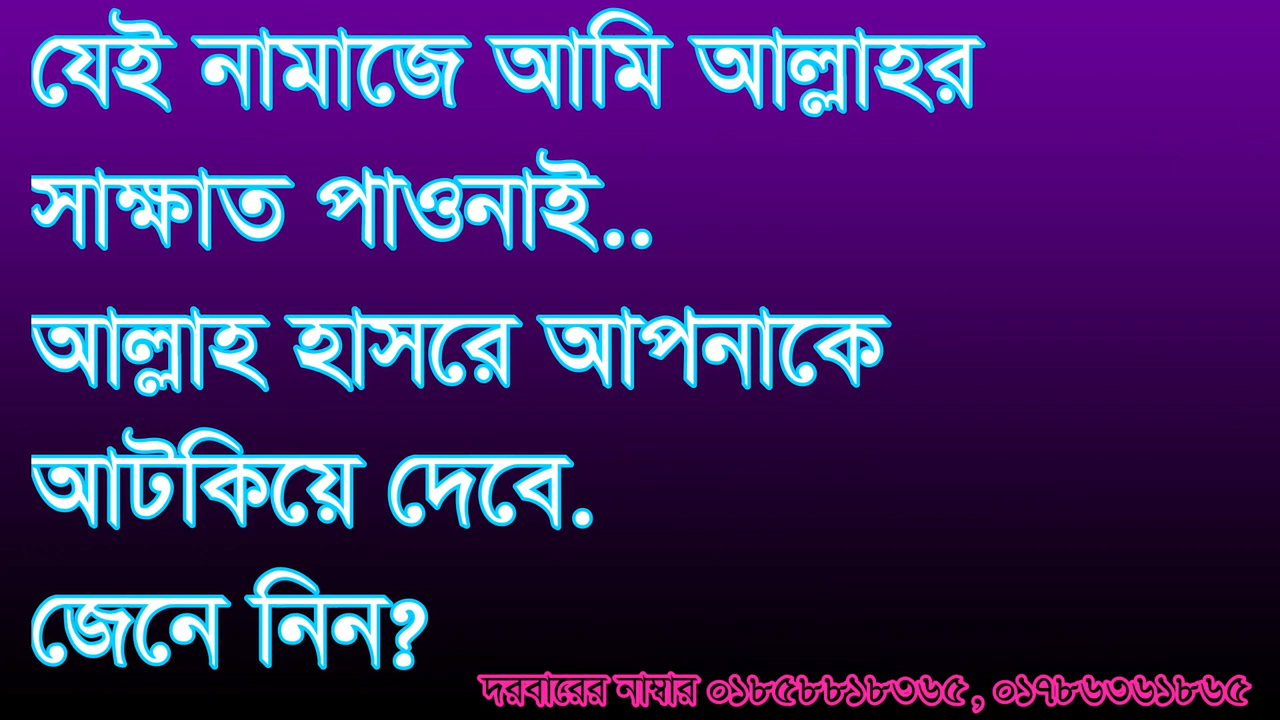 যেই নামাজে আমি আল্লাহর
সাক্ষাত পাওনাই..
আল্লাহ হাসরে আপনাকে
আটকিয়ে দেবে.
জেনে নিন?
দরবারের নাম্বার ০১৮৫৮৮১৮৩৬৫, ০১৭৮৬৩৬১৮৬৫